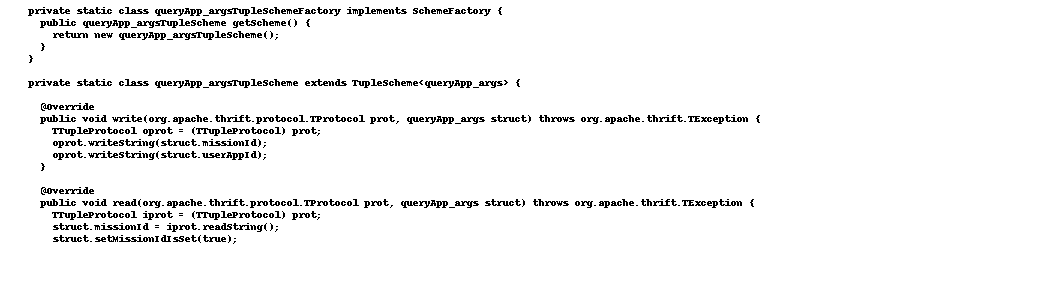 private static class queryApp_argsTupleSchemeFactory implements SchemeFactory {
public queryApp_argsTupleScheme getScheme() {
return new queryApp_argsTupleScheme();
}
}
private static class queryApp_argsTupleScheme extends TupleScheme<queryApp_args> {
@Override
public void write(org.apache.thrift.protocol.TProtocol prot, queryApp_args struct) throws org.apache.thrift.TException {
TTupleProtocol oprot = (TTupleProtocol) prot;
oprot.writeString(struct.missionId);
oprot.writeString(struct.userAppId);
}
@Override
public void read(org.apache.thrift.protocol.TProtocol prot, queryApp_args struct) throws org.apache.thrift.TException {
TTupleProtocol iprot = (TTupleProtocol) prot;
struct.missionId = iprot.readString();
struct.setMissionIdIsSet(true);